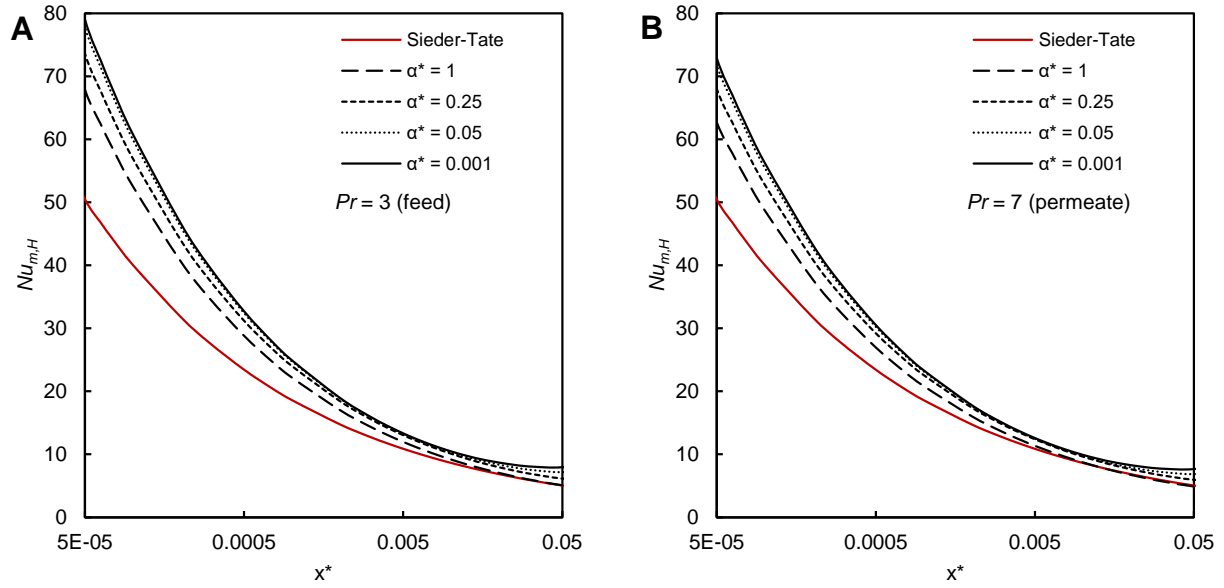 A
80
70
60
50
40
30
20
10
0
Nu_{m,H}
Sieder-Tate
α* = 1
α* = 0.25
α* = 0.05
α* = 0.001
Pr = 3 (feed)
5E-05
0.0005
0.005
0.05
x*
B
80
70
60
50
40
30
20
10
0
Nu_{m,H}
Sieder-Tate
α* = 1
α* = 0.25
α* = 0.05
α* = 0.001
Pr = 7 (permeate)
5E-05
0.0005
0.005
0.05
x*